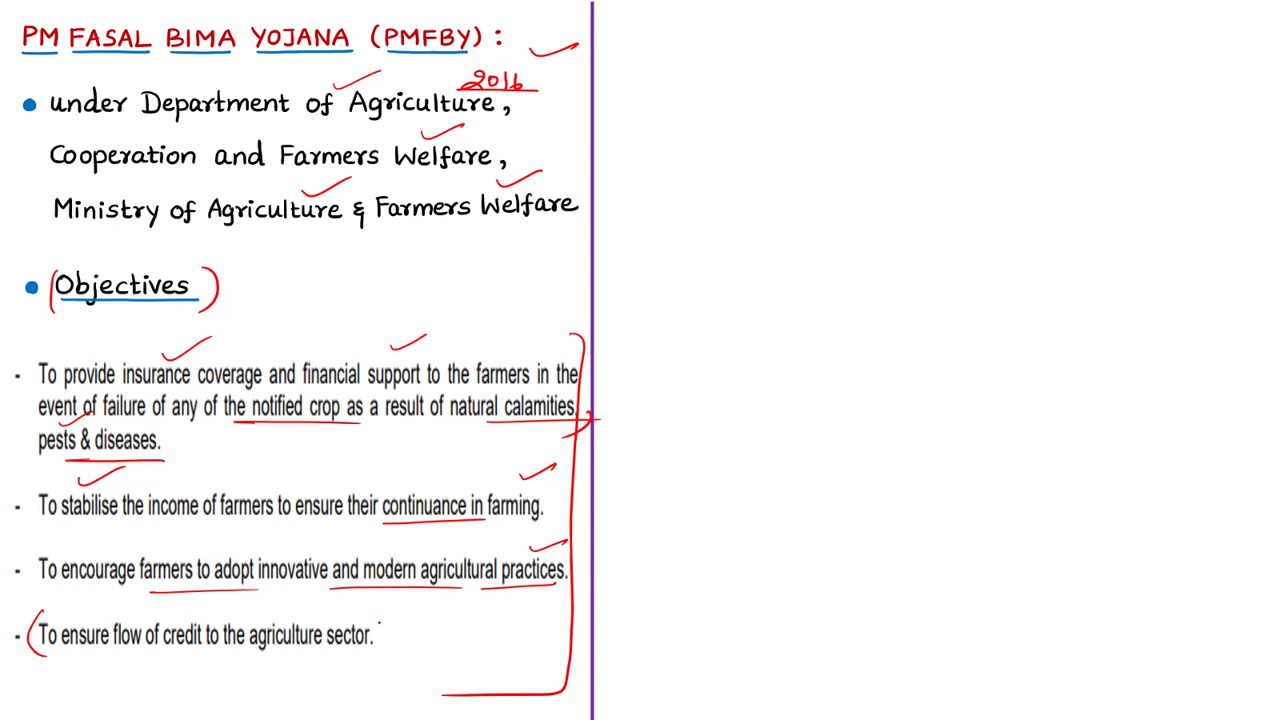 PM FASAL BIMA YOJANA (PMFBY) :
2016
• under Department of Agriculture,
Cooperation and Farmers Welfare,
Ministry of Agriculture & Farmers Welfare
• (Objectives)
- To provide insurance coverage and financial support to the farmers in the
event of failure of any of the notified crop as a result of natural calamities,
pests & diseases.
- To stabilise the income of farmers to ensure their continuance in farming.
- To encourage farmers to adopt innovative and modern agricultural practices.
- To ensure flow of credit to the agriculture sector.